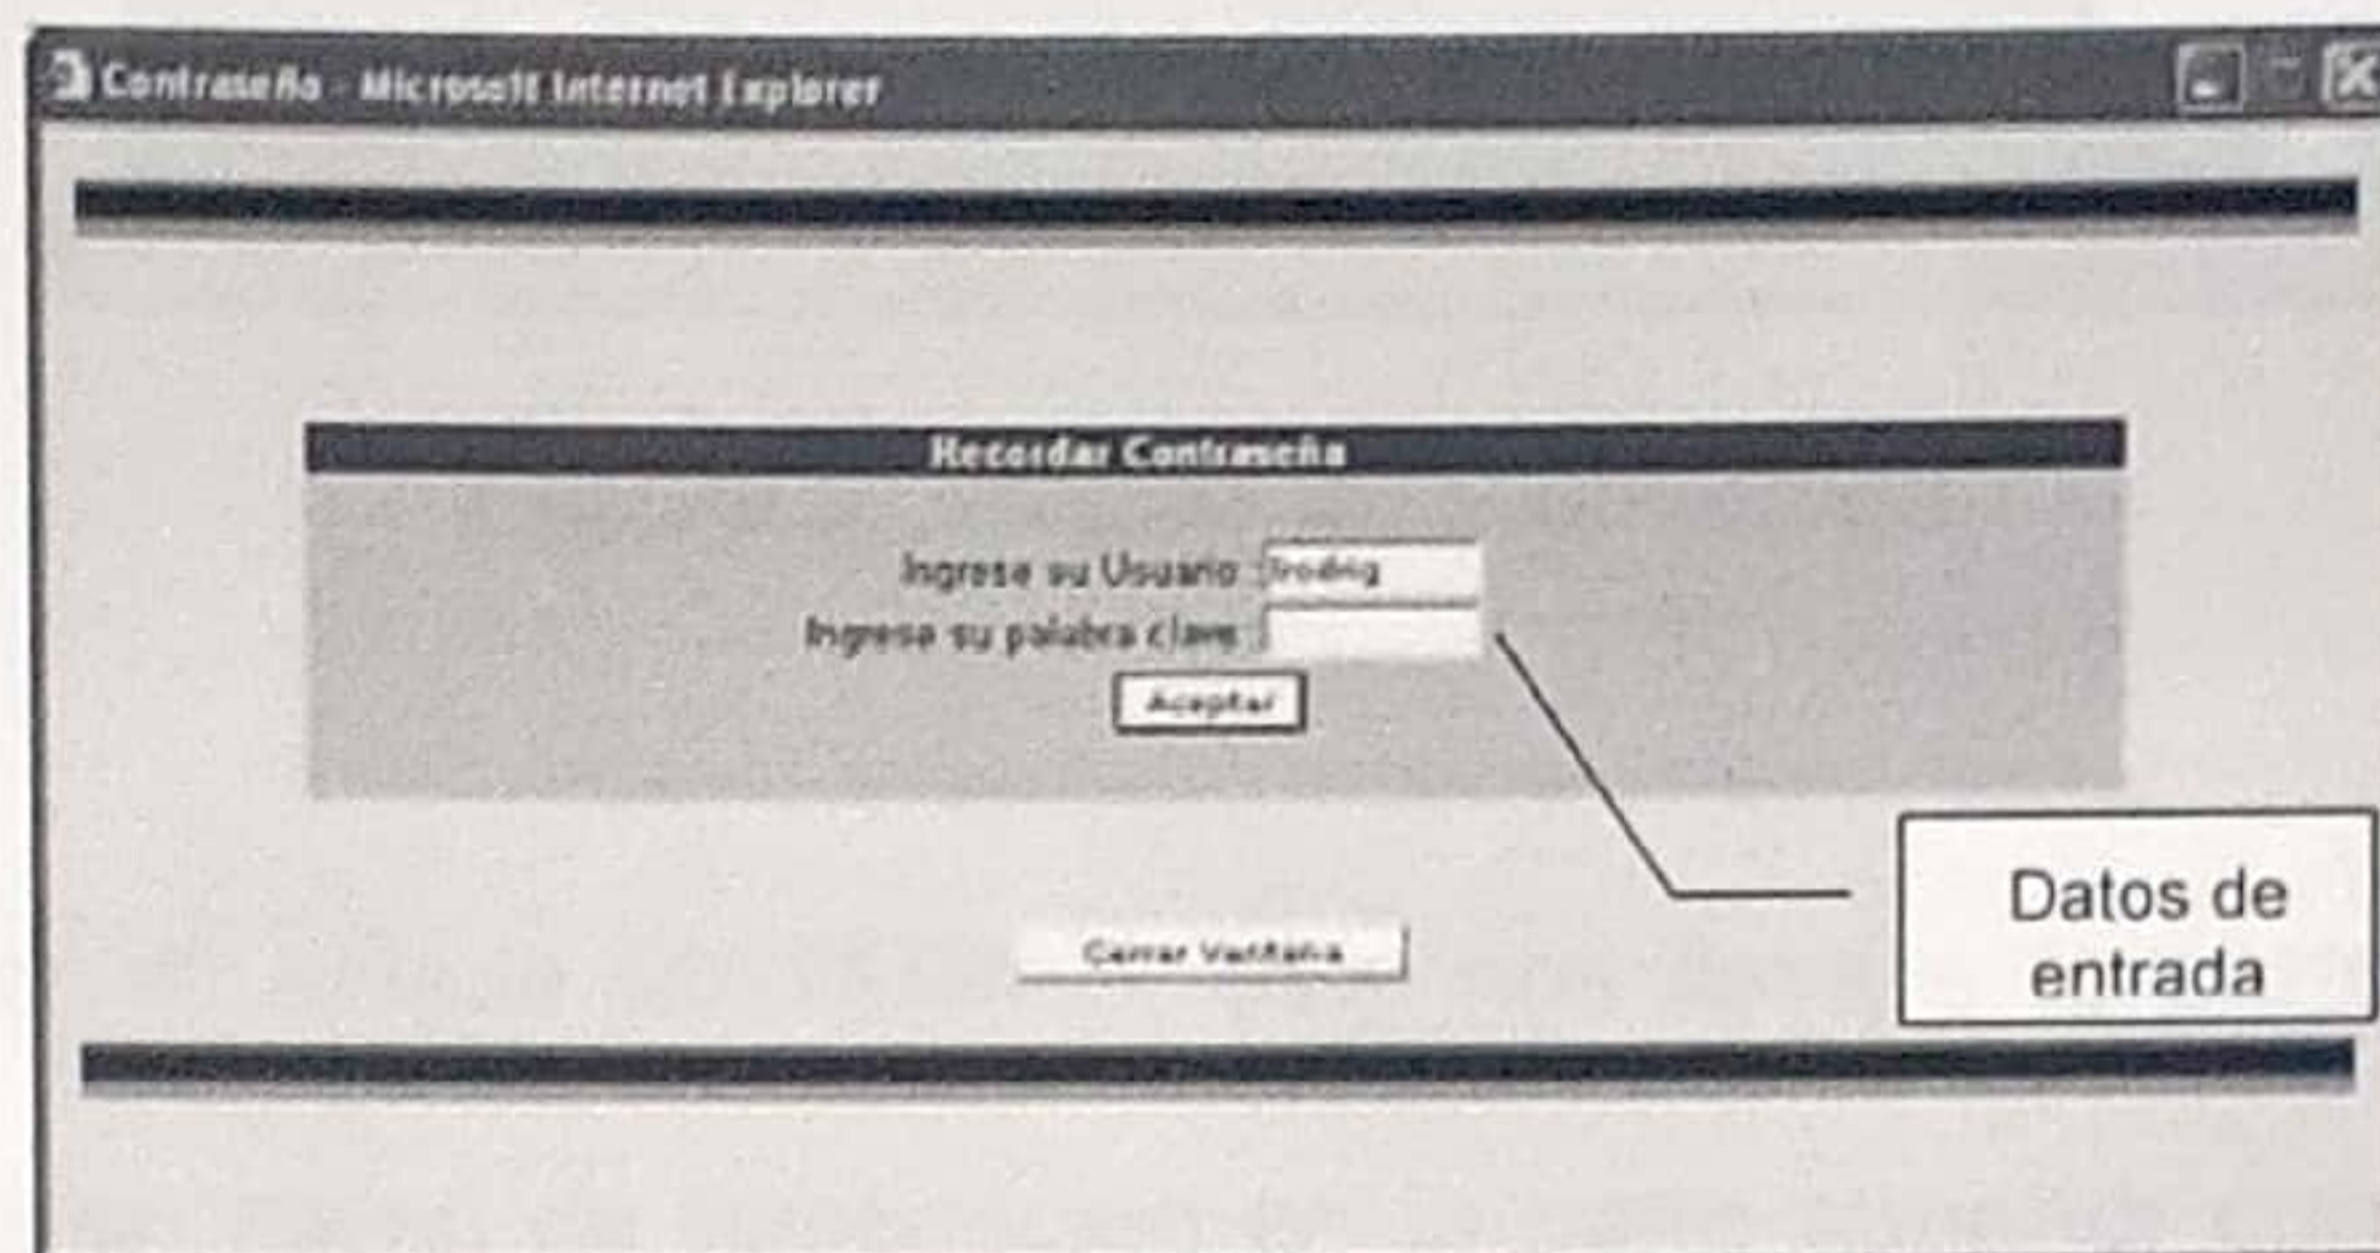 Contraseña - Microsoft Internet Explorer
Recordar Contraseña
Ingrese su Usuario :
Ingrese su palabra clave :
Aceptar
Cerrar Ventana
Datos de
entrada